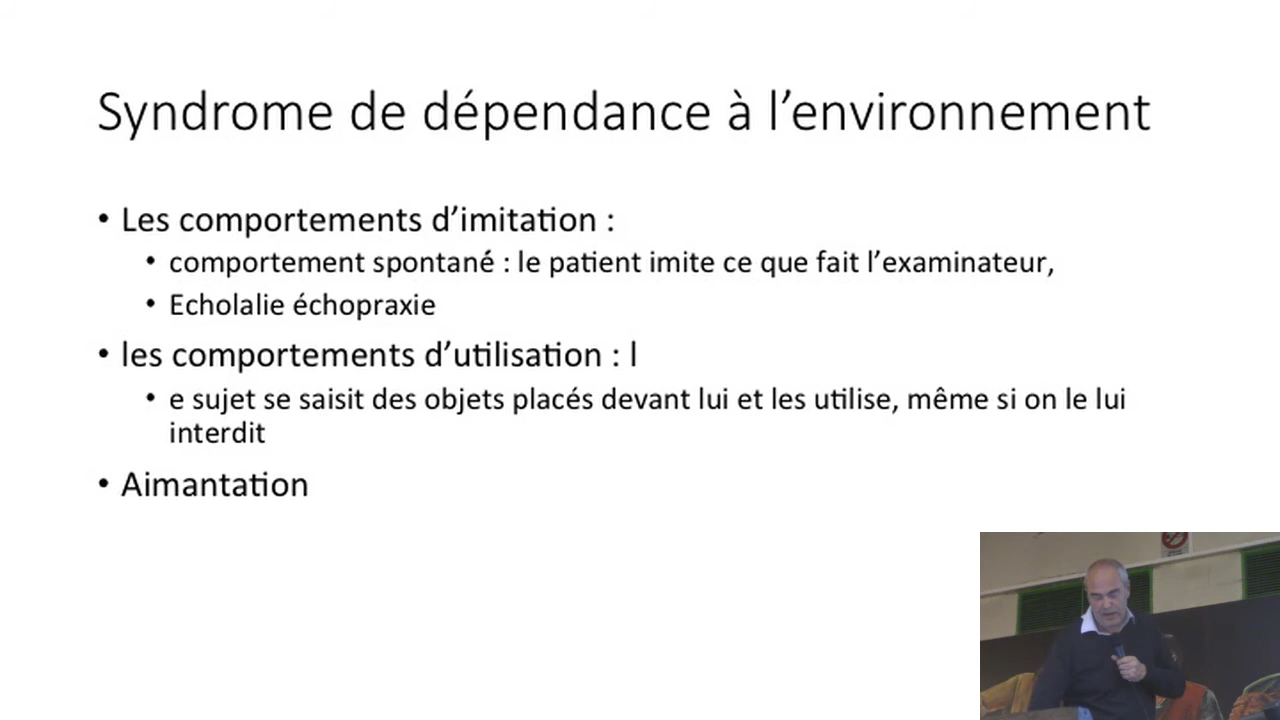 Syndrome de dépendance à l’environnement
• Les comportements d’imitation :
• comportement spontané : le patient imite ce que fait l’examinateur,
• Echolalie échopraxie
• les comportements d’utilisation : l
• e sujet se saisit des objets placés devant lui et les utilise, même si on le lui
interdit
• Aimantation